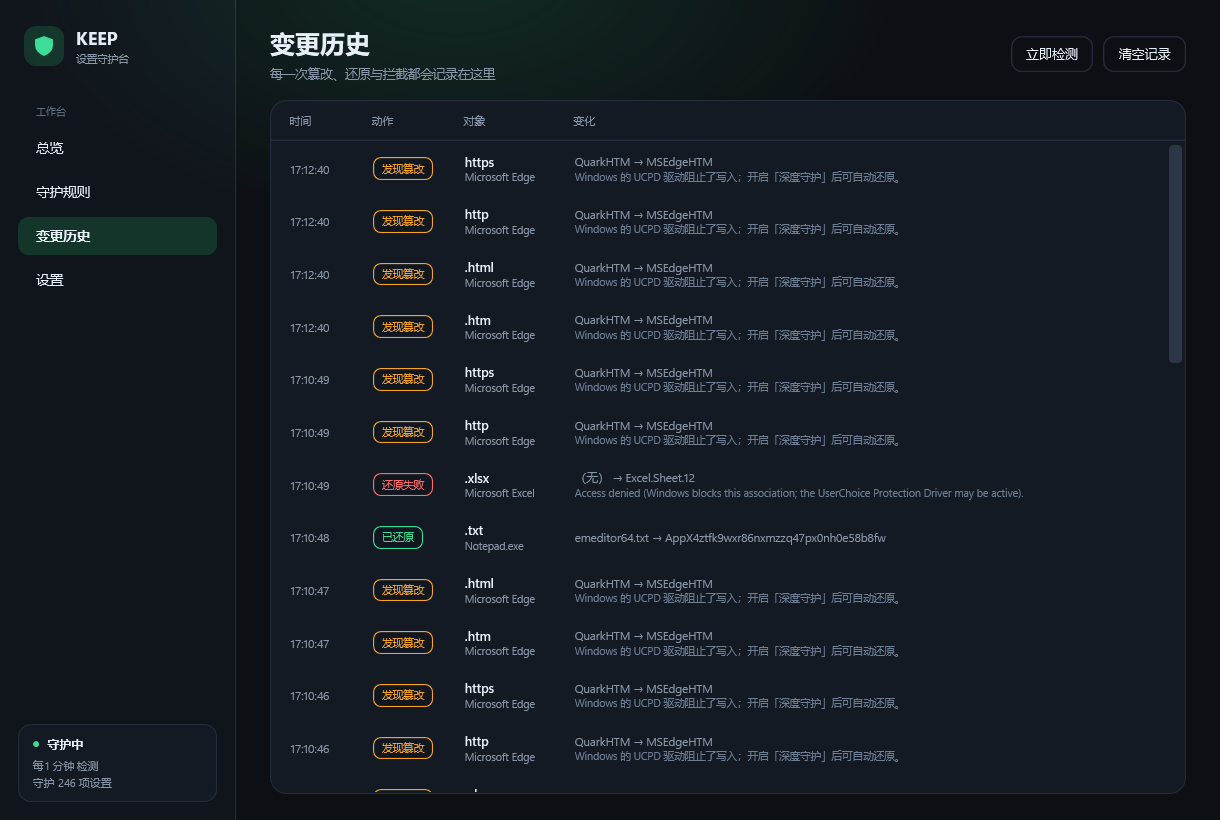 KEEP
设置守护台
工作台
总览
守护规则
变更历史
设置
守护中
每1 分钟 检测
守护 246 项设置
变更历史
每一次篡改、还原与拦截都会记录在这里
立即检测
清空记录
时间 动作 对象 变化
17:12:40 发现篡改 https QuarkHTM → MSEdgeHTM
Microsoft Edge Windows 的 UCPD 驱动阻止了写入；开启「深度守护」后可自动还原。
17:12:40 发现篡改 http QuarkHTM → MSEdgeHTM
Microsoft Edge Windows 的 UCPD 驱动阻止了写入；开启「深度守护」后可自动还原。
17:12:40 发现篡改 .html QuarkHTM → MSEdgeHTM
Microsoft Edge Windows 的 UCPD 驱动阻止了写入；开启「深度守护」后可自动还原。
17:12:40 发现篡改 .htm QuarkHTM → MSEdgeHTM
Microsoft Edge Windows 的 UCPD 驱动阻止了写入；开启「深度守护」后可自动还原。
17:10:49 发现篡改 https QuarkHTM → MSEdgeHTM
Microsoft Edge Windows 的 UCPD 驱动阻止了写入；开启「深度守护」后可自动还原。
17:10:49 发现篡改 http QuarkHTM → MSEdgeHTM
Microsoft Edge Windows 的 UCPD 驱动阻止了写入；开启「深度守护」后可自动还原。
17:10:49 还原失败 .xlsx （无） → Excel.Sheet.12
Microsoft Excel Access denied (Windows blocks this association; the UserChoice Protection Driver may be active).
17:10:48 已还原 .txt emeditor64.txt → AppX4ztfk9wxr86nxmzzq47px0nh0e58b8fw
Notepad.exe
17:10:47 发现篡改 .html QuarkHTM → MSEdgeHTM
Microsoft Edge Windows 的 UCPD 驱动阻止了写入；开启「深度守护」后可自动还原。
17:10:47 发现篡改 .htm QuarkHTM → MSEdgeHTM
Microsoft Edge Windows 的 UCPD 驱动阻止了写入；开启「深度守护」后可自动还原。
17:10:46 发现篡改 https QuarkHTM → MSEdgeHTM
Microsoft Edge Windows 的 UCPD 驱动阻止了写入；开启「深度守护」后可自动还原。
17:10:46 发现篡改 http QuarkHTM → MSEdgeHTM
Microsoft Edge Windows 的 UCPD 驱动阻止了写入；开启「深度守护」后可自动还原。